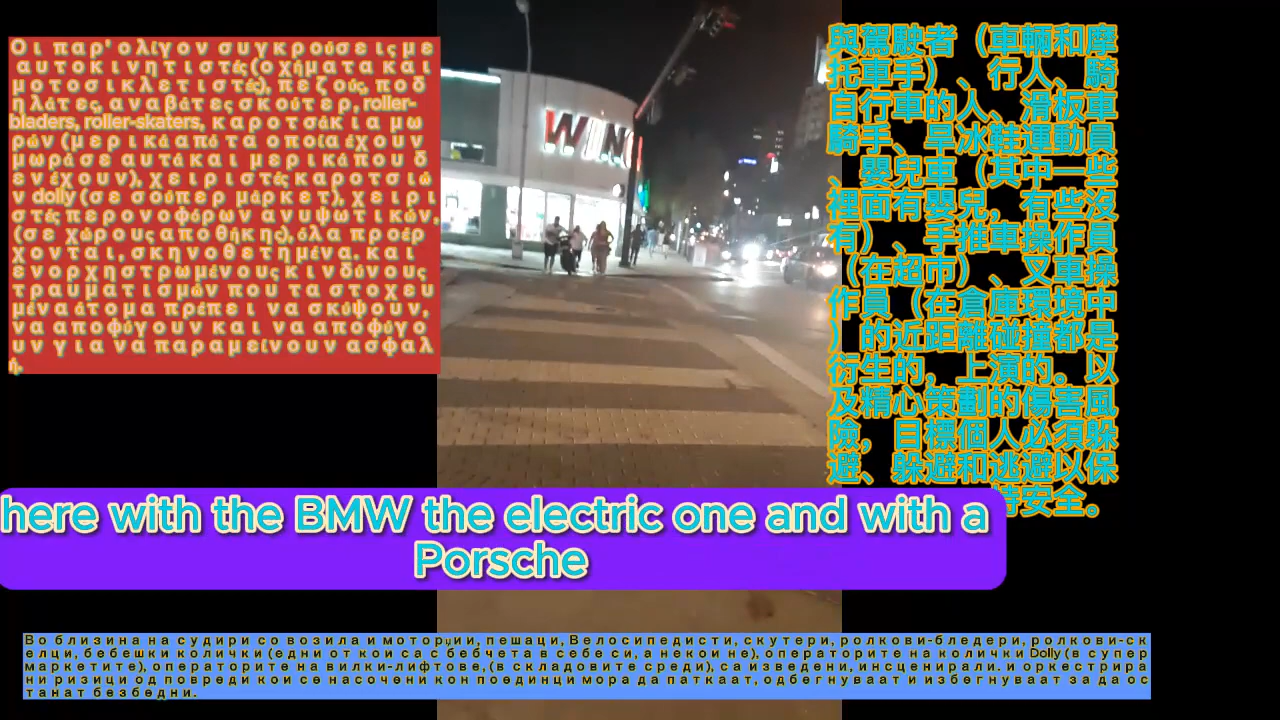 Οι παρ' ολίγον συγκρούσεις με
αυτοκινητιστές (οχήματα και
μοτοσικλετιστές), πεζούς, ποδ
ηλάτες, αναβάτες σκούτερ, roller-
bladers, roller-skaters, καροτσάκια μω
ρών (μερικά από τα οποία έχουν
μωρά σε αυτά και μερικά που δ
εν έχουν), χειριστές καροτσιώ
ν dolly (σε σούπερ μάρκετ), χειρι
στές περονοφόρων ανυψωτικών,
(σε χώρους αποθήκης), όλα προέρ
χονται, σκηνοθετημένα. και
ενορχηστρωμένους κινδύνους
τραυματισμών που τα στοχευ
μένα άτομα πρέπει να σκύψουν,
να αποφύγουν και να αποφύγο
υν για να παραμείνουν ασφαλ
ή.
WING
與駕駛者（車輛和摩
托車手）、行人、騎
自行車的人、滑板車
騎手、旱冰鞋運動員
、嬰兒車（其中一些
裡面有嬰兒，有些沒
有）、手推車操作員
（在超市）、叉車操
作員（在倉庫環境中
）的近距離碰撞都是
衍生的，上演的。以
及精心策劃的傷害風
險，目標個人必須躲
避、躲避和逃避以保
持安全。
here with the BMW the electric one and with a
Porsche
Во близина на судири со возила и моторџии, пешаци, Велосипедисти, скутери, ролкови-бледери, ролкови-ск
елци, бебешки колички (едни от кои са с бебчета в себе си, а некои не), операторите на колички Dolly (в супер
маркетите), операторите на вилки-лифтове, (в складовите среди), са изведени, инсценирали. и оркестрира
ни ризици од повреди кои се насочени кон поединци мора да паткаат, одбегнуваат и избегнуваат за да ос
танат безбедни.